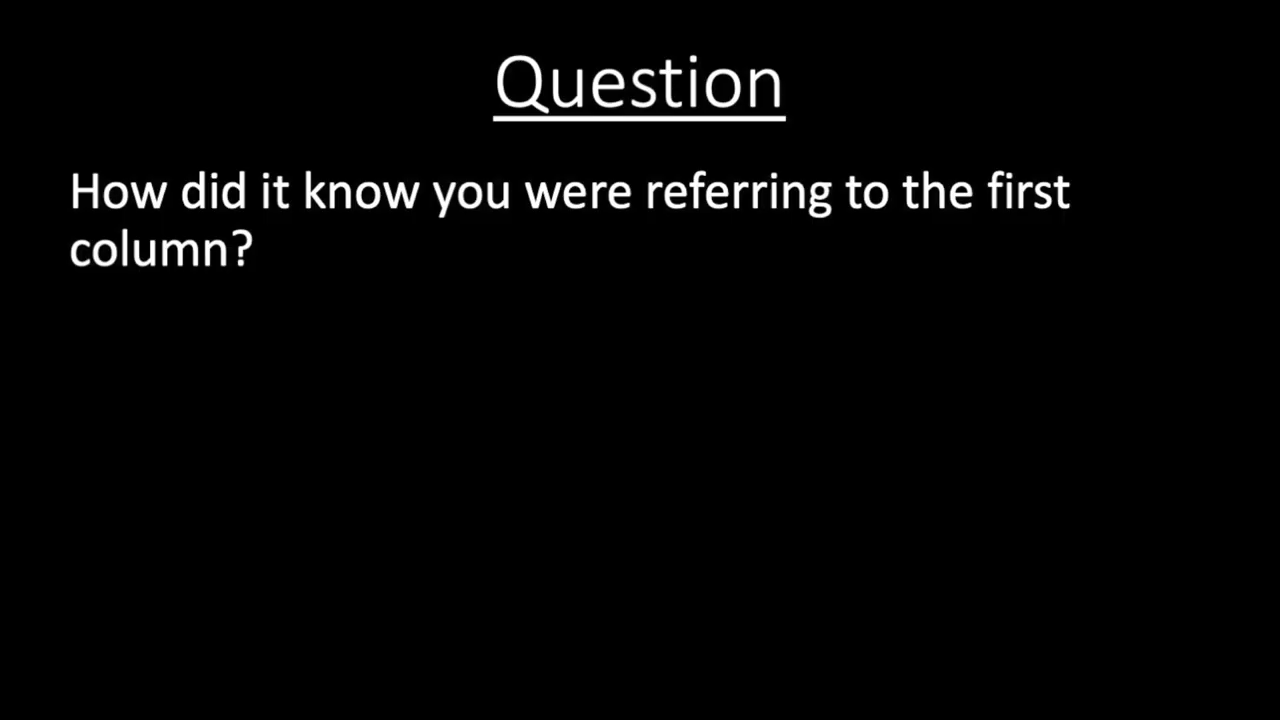 Question
How did it know you were referring to the first
column?